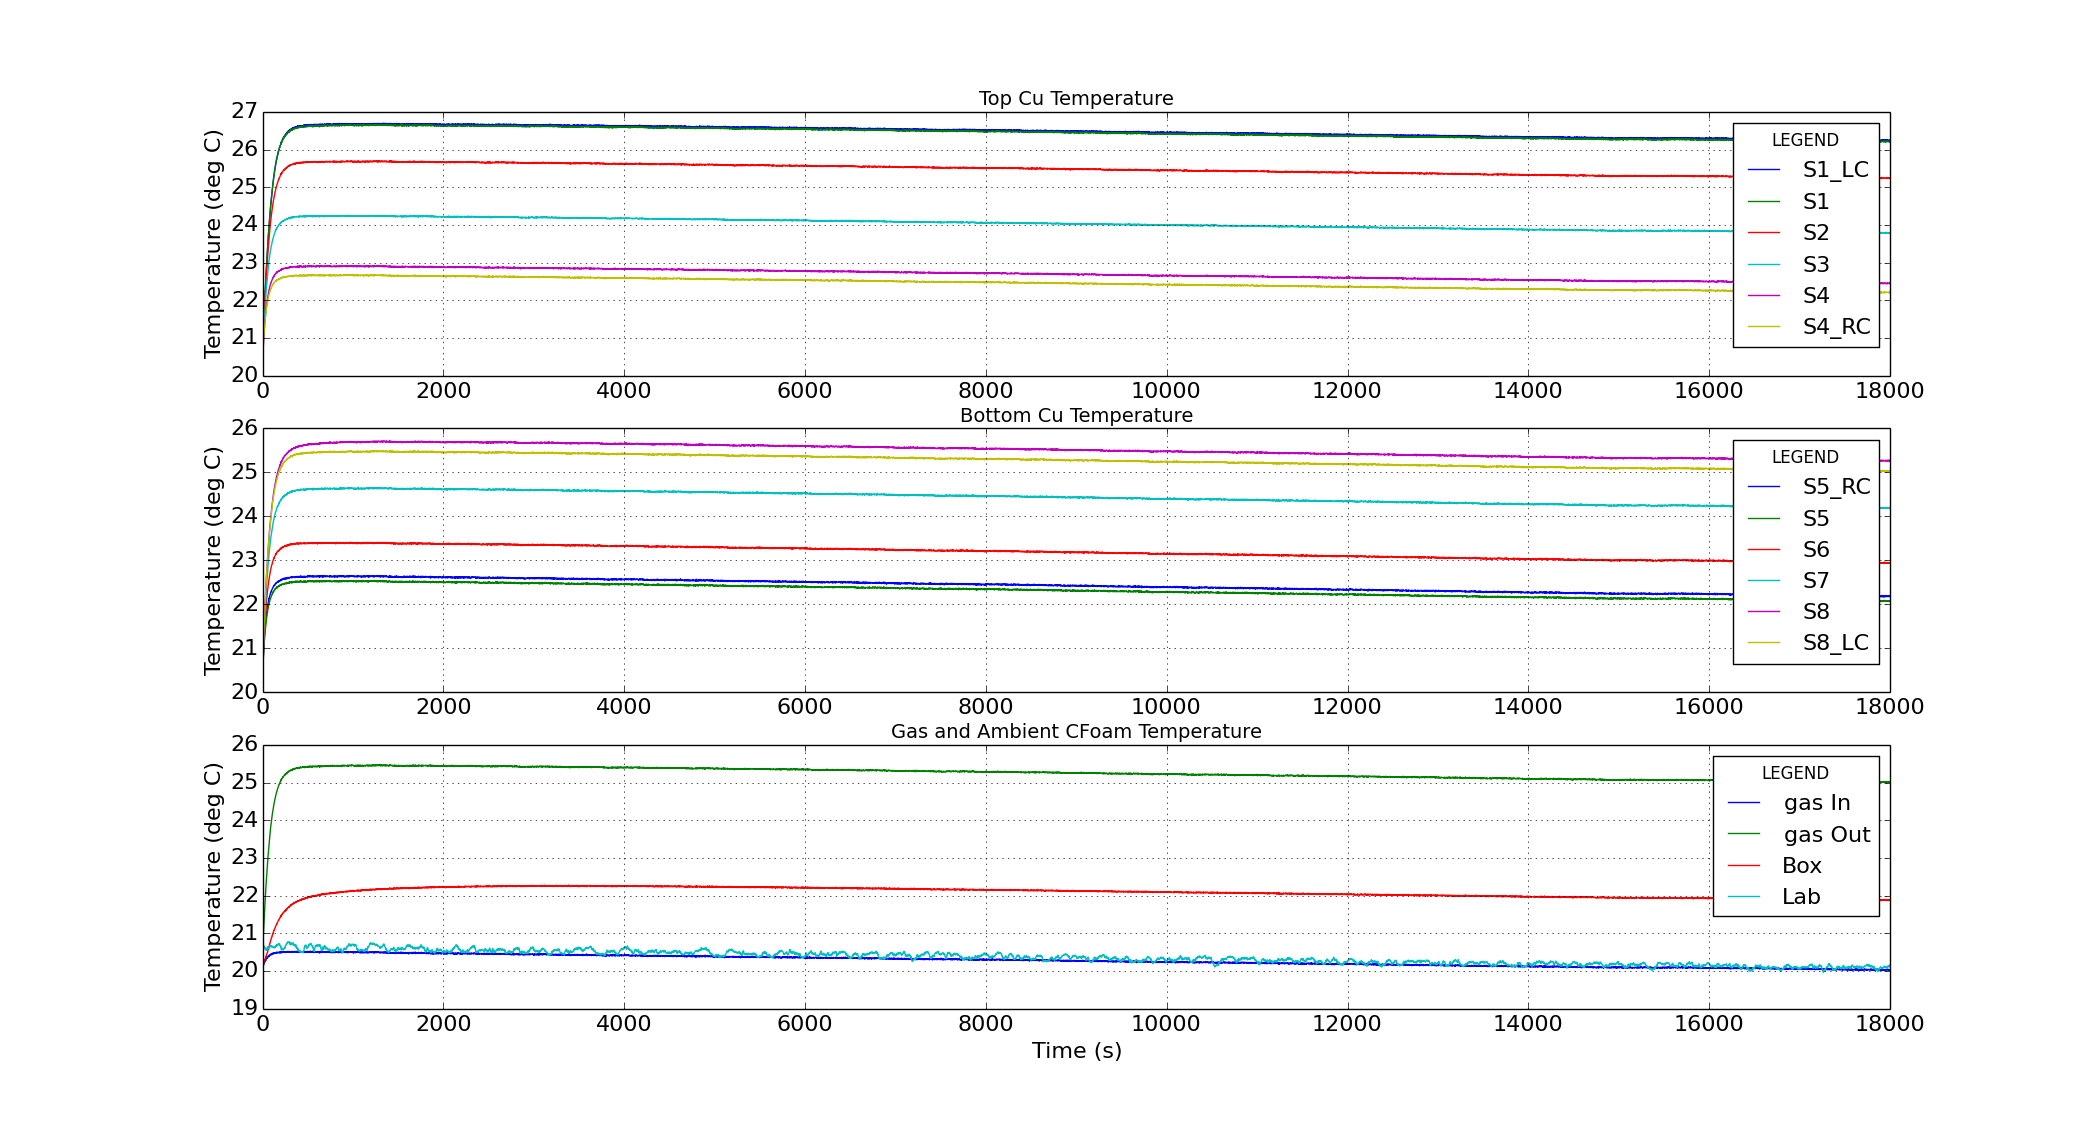 Top Cu Temperature
Temperature (deg C)
27
26
25
24
23
22
21
20
LEGEND
S1_LC
S1
S2
S3
S4
S4_RC
0 2000 4000 6000 8000 10000 12000 14000 16000 18000
Bottom Cu Temperature
Temperature (deg C)
26
25
24
23
22
21
20
LEGEND
S5_RC
S5
S6
S7
S8
S8_LC
0 2000 4000 6000 8000 10000 12000 14000 16000 18000
Gas and Ambient CFoam Temperature
Temperature (deg C)
26
25
24
23
22
21
20
19
LEGEND
gas In
gas Out
Box
Lab
0 2000 4000 6000 8000 10000 12000 14000 16000 18000
Time (s)